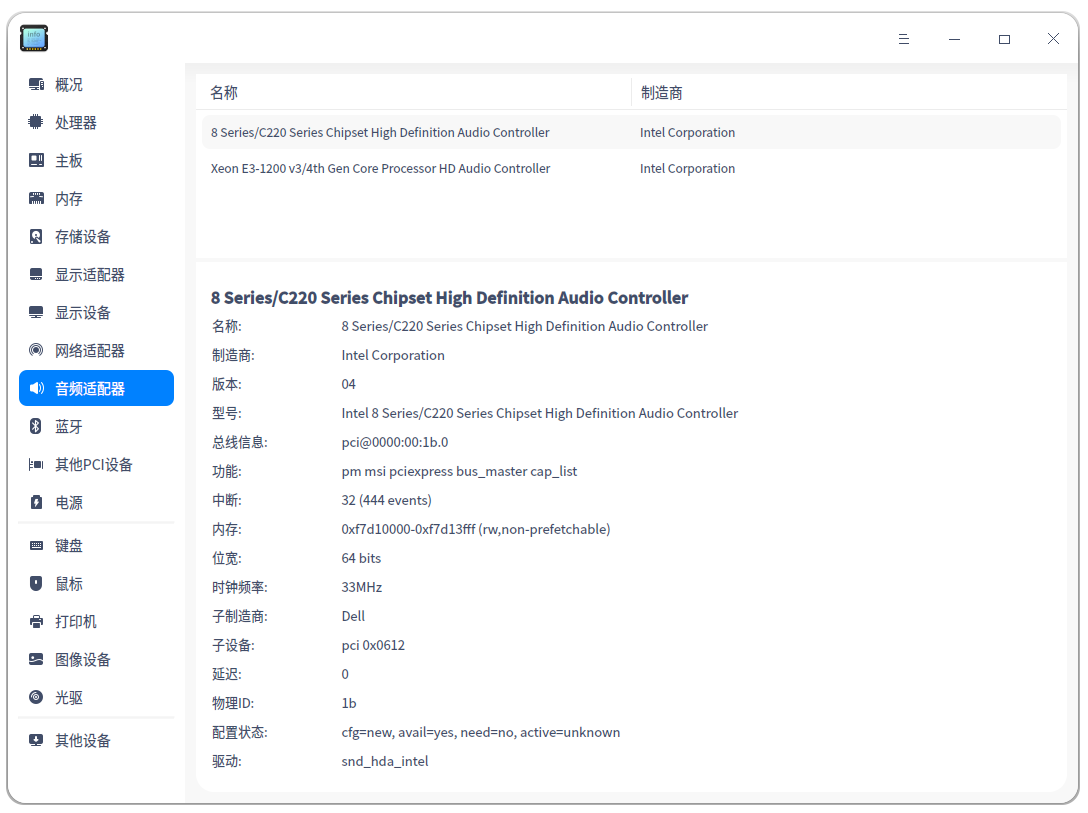 info
概况
处理器
主板
内存
存储设备
显示适配器
显示设备
网络适配器
音频适配器
蓝牙
其他PCI设备
电源
键盘
鼠标
打印机
图像设备
光驱
其他设备
名称 制造商
8 Series/C220 Series Chipset High Definition Audio Controller Intel Corporation
Xeon E3-1200 v3/4th Gen Core Processor HD Audio Controller Intel Corporation
8 Series/C220 Series Chipset High Definition Audio Controller
名称: 8 Series/C220 Series Chipset High Definition Audio Controller
制造商: Intel Corporation
版本: 04
型号: Intel 8 Series/C220 Series Chipset High Definition Audio Controller
总线信息: pci@0000:00:1b.0
功能: pm msi pciexpress bus_master cap_list
中断: 32 (444 events)
内存: 0xf7d10000-0xf7d13fff (rw,non-prefetchable)
位宽: 64 bits
时钟频率: 33MHz
子制造商: Dell
子设备: pci 0x0612
延迟: 0
物理ID: 1b
配置状态: cfg=new, avail=yes, need=no, active=unknown
驱动: snd_hda_intel